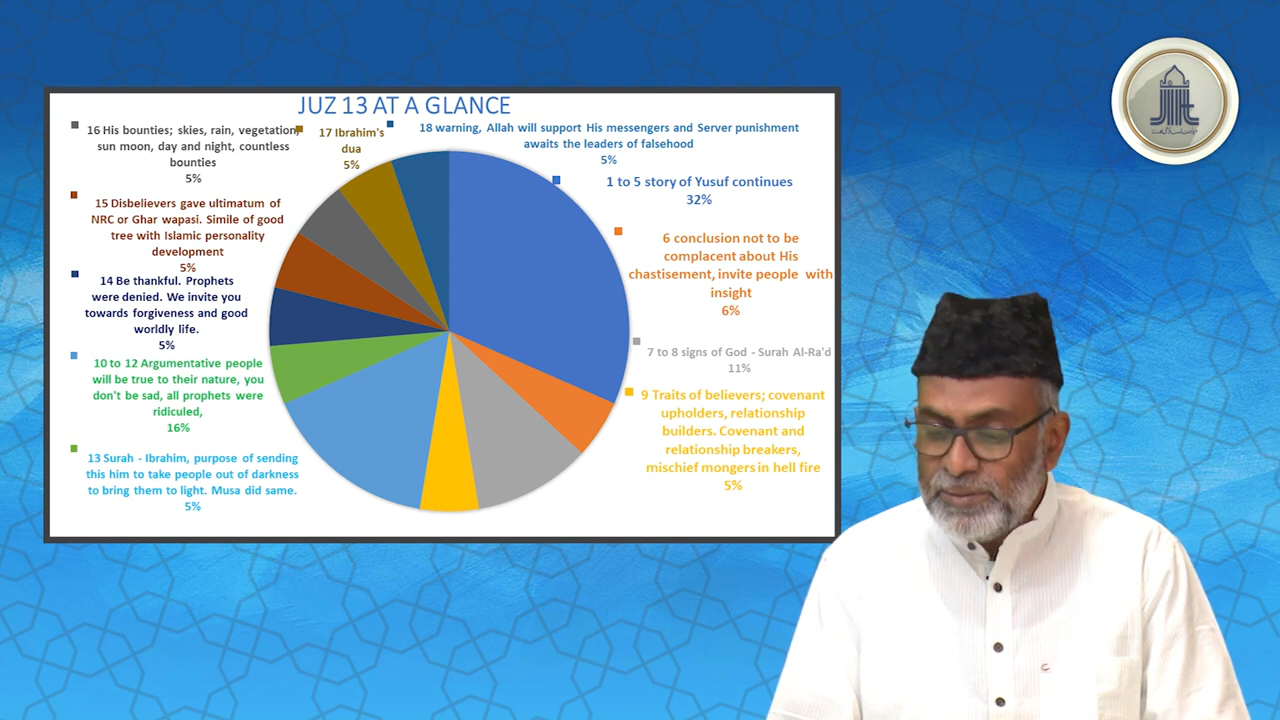 JUZ 13 AT A GLANCE
16 His bounties; skies, rain, vegetation,
sun moon, day and night, countless
bounties
5%
17 Ibrahim's
dua
5%
18 warning, Allah will support His messengers and Server punishment
awaits the leaders of falsehood
5%
1 to 5 story of Yusuf continues
32%
15 Disbelievers gave ultimatum of
NRC or Ghar wapasi. Simile of good
tree with Islamic personality
development
5%
6 conclusion not to be
complacent about His
chastisement, invite people with
insight
6%
14 Be thankful. Prophets
were denied. We invite you
towards forgiveness and good
worldly life.
5%
7 to 8 signs of God - Surah Al-Ra'd
11%
10 to 12 Argumentative people
will be true to their nature, you
don't be sad, all prophets were
ridiculed,
16%
9 Traits of believers; covenant
upholders, relationship
builders. Covenant and
relationship breakers,
mischief mongers in hell fire
5%
13 Surah - Ibrahim, purpose of sending
this him to take people out of darkness
to bring them to light. Musa did same.
5%